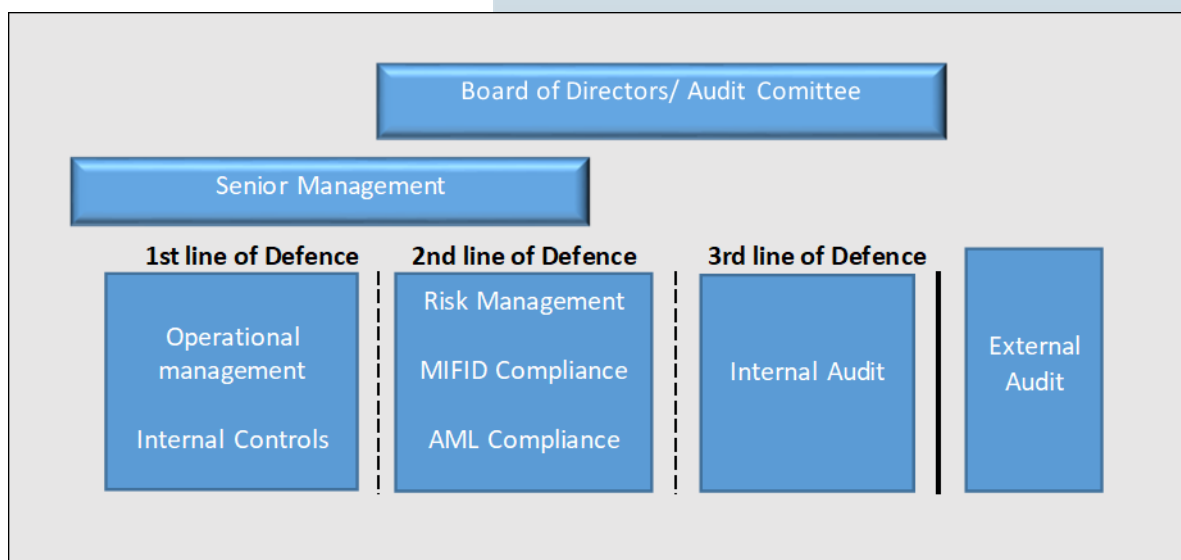 Board of Directors/ Audit Comittee
Senior Management
1st line of Defence
2nd line of Defence
3rd line of Defence
Operational
management
Internal Controls
Risk Management
MIFID Compliance
AML Compliance
Internal Audit
External
Audit